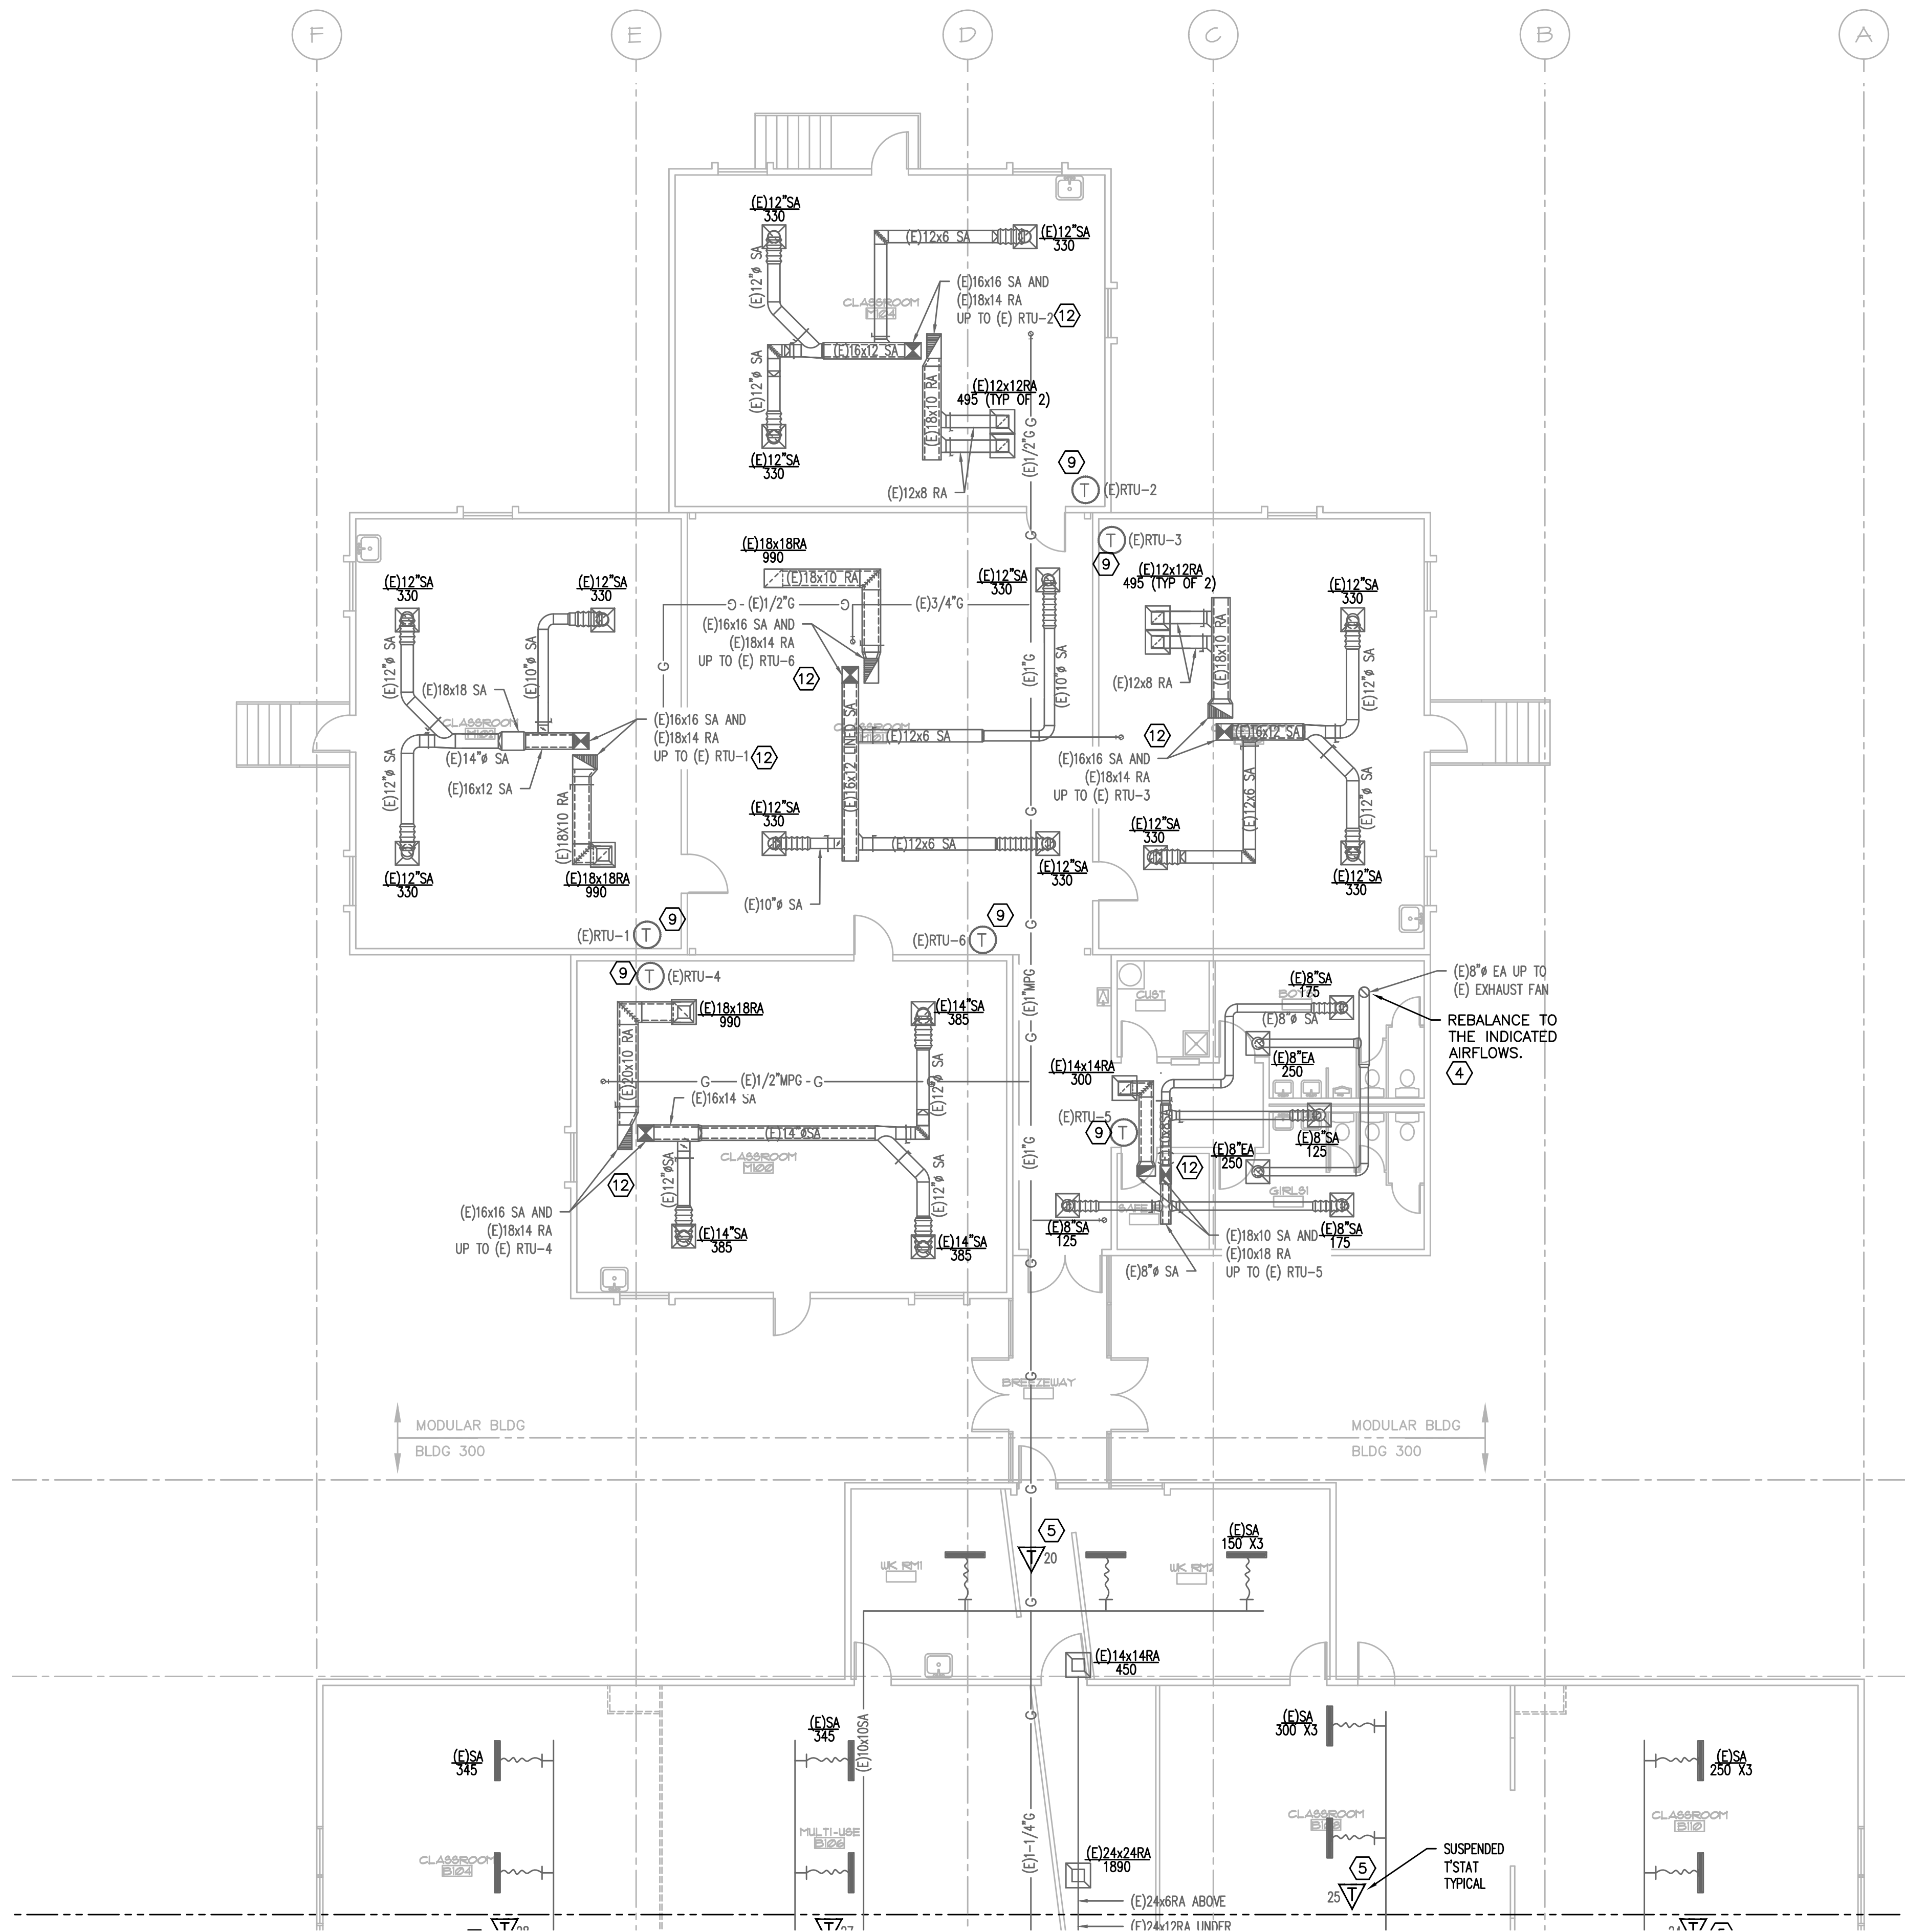 F
E
D
C
B
A
(E)12"SA
330
(E)12x6 SA
(E)12"SA
330
(E)12"ø SA
CLASSROOM
M104
(E)16x16 SA AND
(E)18x14 RA
UP TO (E) RTU-2
12
(E)16x12 SA
(E)12"ø SA
(E)18x10 RA
(E)12x12RA
495 (TYP OF 2)
G
(E)1/2"G
(E)12"SA
330
(E)12x8 RA
9
T
(E)RTU-2
G
(E)18x18RA
990
(E)18x10 RA
T
(E)RTU-3
9
(E)12"SA
330
(E)12"SA
330
(E)12"SA
330
(E)12x12RA
495 (TYP OF 2)
(E)12"SA
330
G - (E)1/2"G
G
(E)3/4"G
(E)16x16 SA AND
(E)18x14 RA
UP TO (E) RTU-6
12
G
(E)1"G
(E)10"ø SA
(E)12"ø SA
(E)18x18 SA
(E)10"ø SA
(E)12x8 RA
(E)18x10 RA
(E)12"ø SA
CLASSROOM
M102
(E)16x16 SA AND
(E)18x14 RA
UP TO (E) RTU-1
12
CLASSROOM
(E)12x6 SA
(E)16x12 LINED SA
12
(E)16x12 SA
(E)16x16 SA AND
(E)18x14 RA
UP TO (E) RTU-3
(E)14"ø SA
(E)12"ø SA
(E)16x12 SA
(E)18X10 RA
(E)12x6 SA
(E)12"ø SA
G
(E)12"SA
330
(E)12x6 SA
(E)12"SA
330
(E)12"SA
330
(E)12"SA
330
(E)18x18RA
990
(E)12"SA
330
(E)10"ø SA
(E)RTU-1
T
9
(E)RTU-6
T
9
G
9
T
(E)RTU-4
(E)1"MPG
(E)18x18RA
990
(E)14"SA
385
CUST
BOYS
(E)8"SA
175
(E)8"ø SA
(E)8"ø EA UP TO
(E) EXHAUST FAN
REBALANCE TO
THE INDICATED
AIRFLOWS.
4
(E)20x10 RA
G
(E)1/2"MPG - G
G
G
(E)12"ø SA
(E)16x14 SA
(E)14x14RA
300
(E)8"EA
250
(E)RTU-5
9
T
(E)14"øSA
(E)10x8SA
(E)8"SA
125
(E)8"EA
250
CLASSROOM
M100
(E)1"G
12
12
(E)12"øSA
(E)12"ø SA
GIRLS1
(E)16x16 SA AND
(E)18x14 RA
UP TO (E) RTU-4
(E)14"SA
385
(E)14"SA
385
SAFE
(E)8"SA
125
(E)18x10 SA AND
(E)10x18 RA
UP TO (E) RTU-5
(E)8"SA
175
(E)8"ø SA
G
G
BREEZEWAY
MODULAR BLDG
BLDG 300
MODULAR BLDG
BLDG 300
G
5
T
20
(E)SA
150 X3
WK RM1
WK RM2
G
(E)14x14RA
450
G
(E)SA
345
(E)SA
345
(E)10x10SA
(E)SA
300 X3
(E)SA
250 X3
(E)1-1/4"G
CLASSROOM
B104
MULTI-USE
B106
CLASSROOM
CLASSROOM
B110
(E)24x24RA
1890
5
25
T
SUSPENDED
T'STAT
TYPICAL
(E)24x6RA ABOVE
(E)24x12RA UNDER
T
28
T
27
24
T